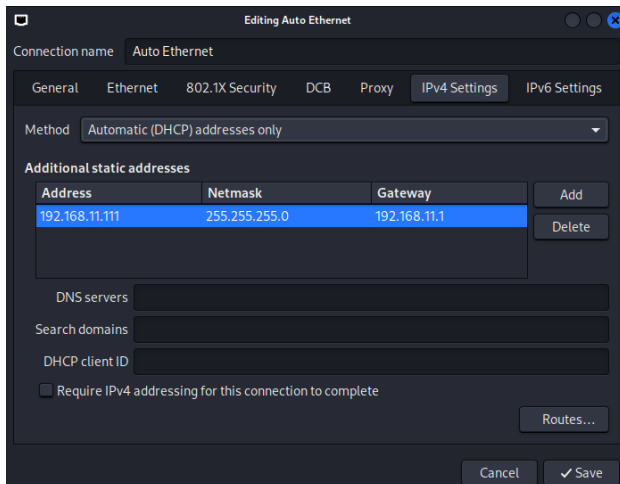 Editing Auto Ethernet
Connection name Auto Ethernet
General Ethernet 802.1X Security DCB Proxy IPv4 Settings IPv6 Settings
Method Automatic (DHCP) addresses only
Additional static addresses
Address Netmask Gateway Add
192.168.11.111 255.255.255.0 192.168.11.1
Delete
DNS servers
Search domains
DHCP client ID
Require IPv4 addressing for this connection to complete
Routes...
Cancel Save